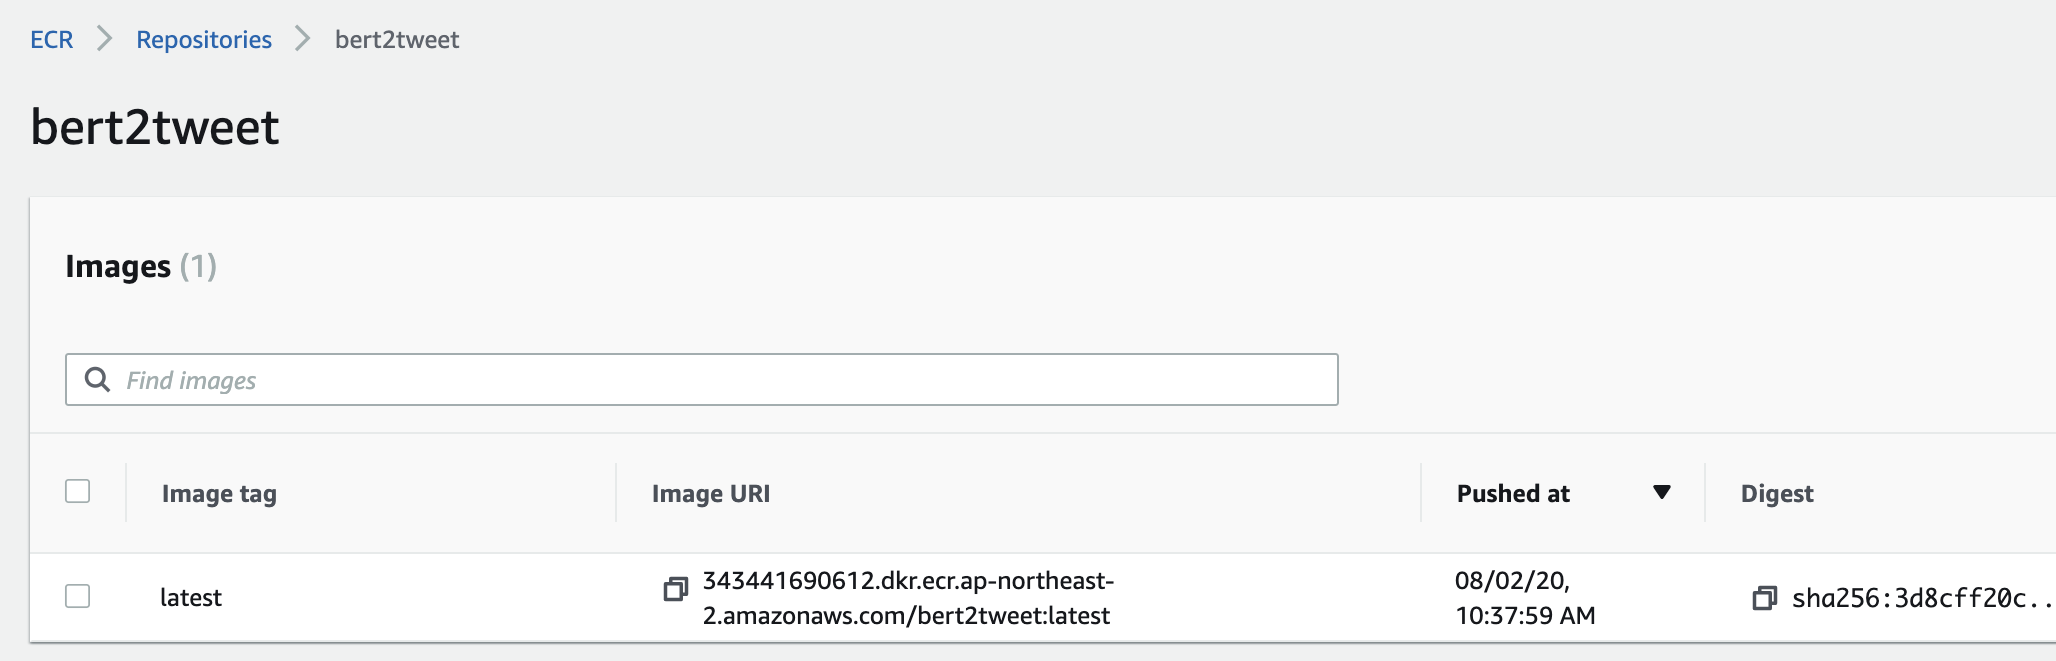 ECR > Repositories > bert2tweet
bert2tweet
Images (1)
Find images
Image tag Image URI Pushed at Digest
latest 343441690612.dkr.ecr.ap-northeast- 08/02/20, sha256:3d8cff20c...
2.amazonaws.com/bert2tweet:latest 10:37:59 AM